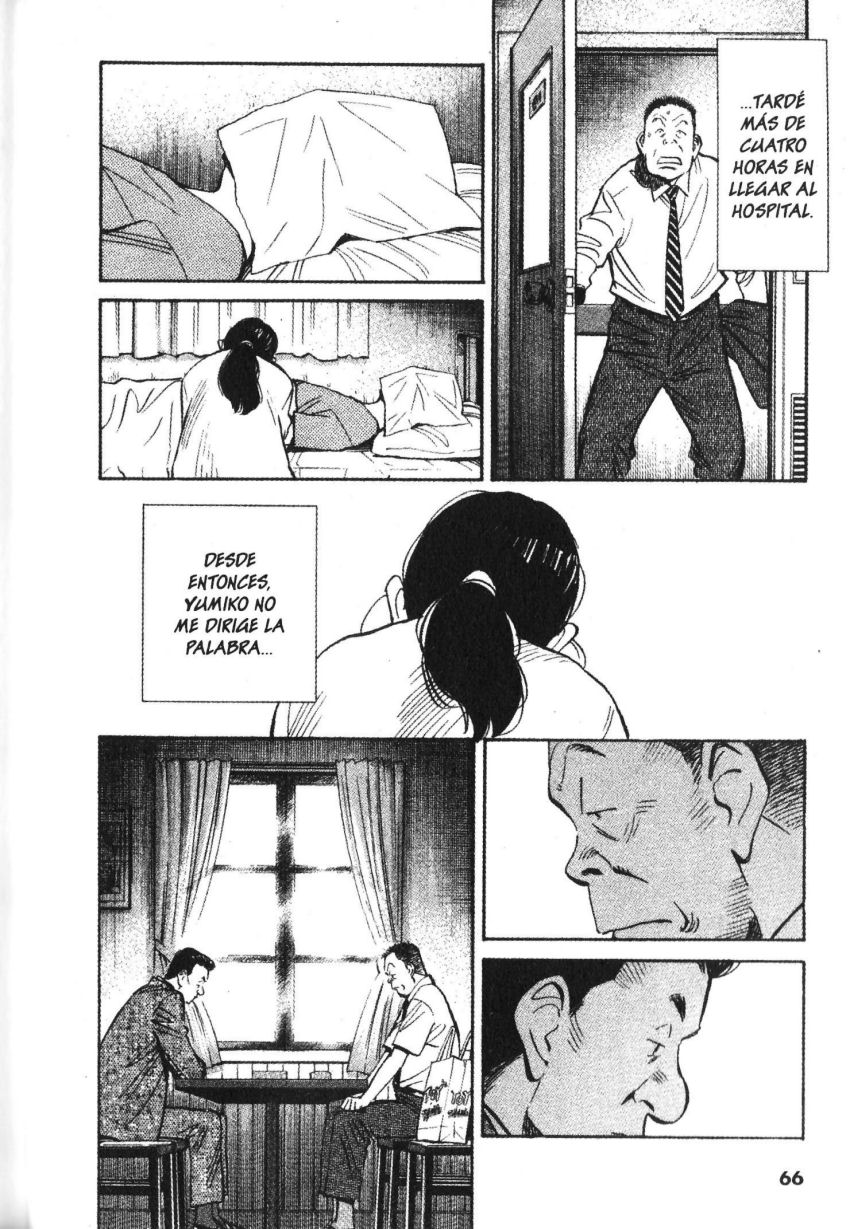 ...TARDÉ
MÁS DE
CUATRO
HORAS EN
LLEGAR AL
HOSPITAL.
DESDE
ENTONCES,
YUMIKO NO
ME DIRIGE LA
PALABRA...
66